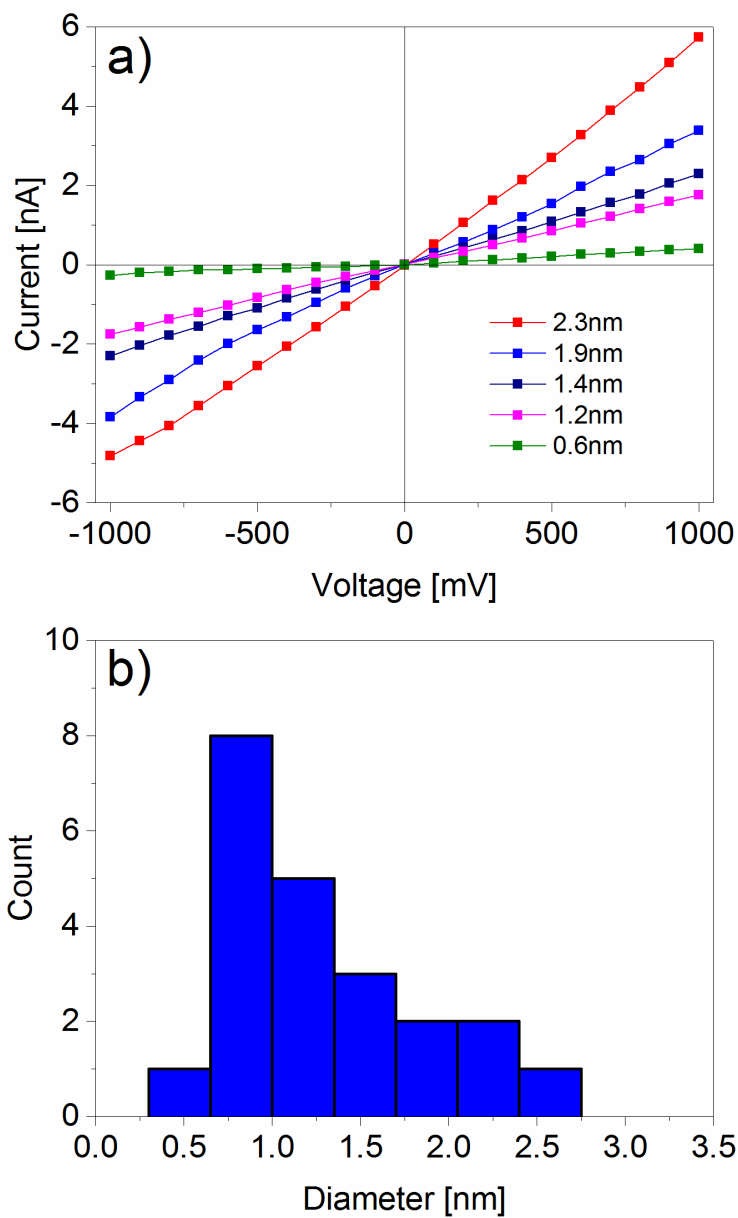 a)
6
4
2
0
-2
-4
-6
Current [nA]
2.3nm
1.9nm
1.4nm
1.2nm
0.6nm
-1000 -500 0 500 1000
Voltage [mV]
b)
10
8
6
4
2
0
Count
0.0 0.5 1.0 1.5 2.0 2.5 3.0 3.5
Diameter [nm]